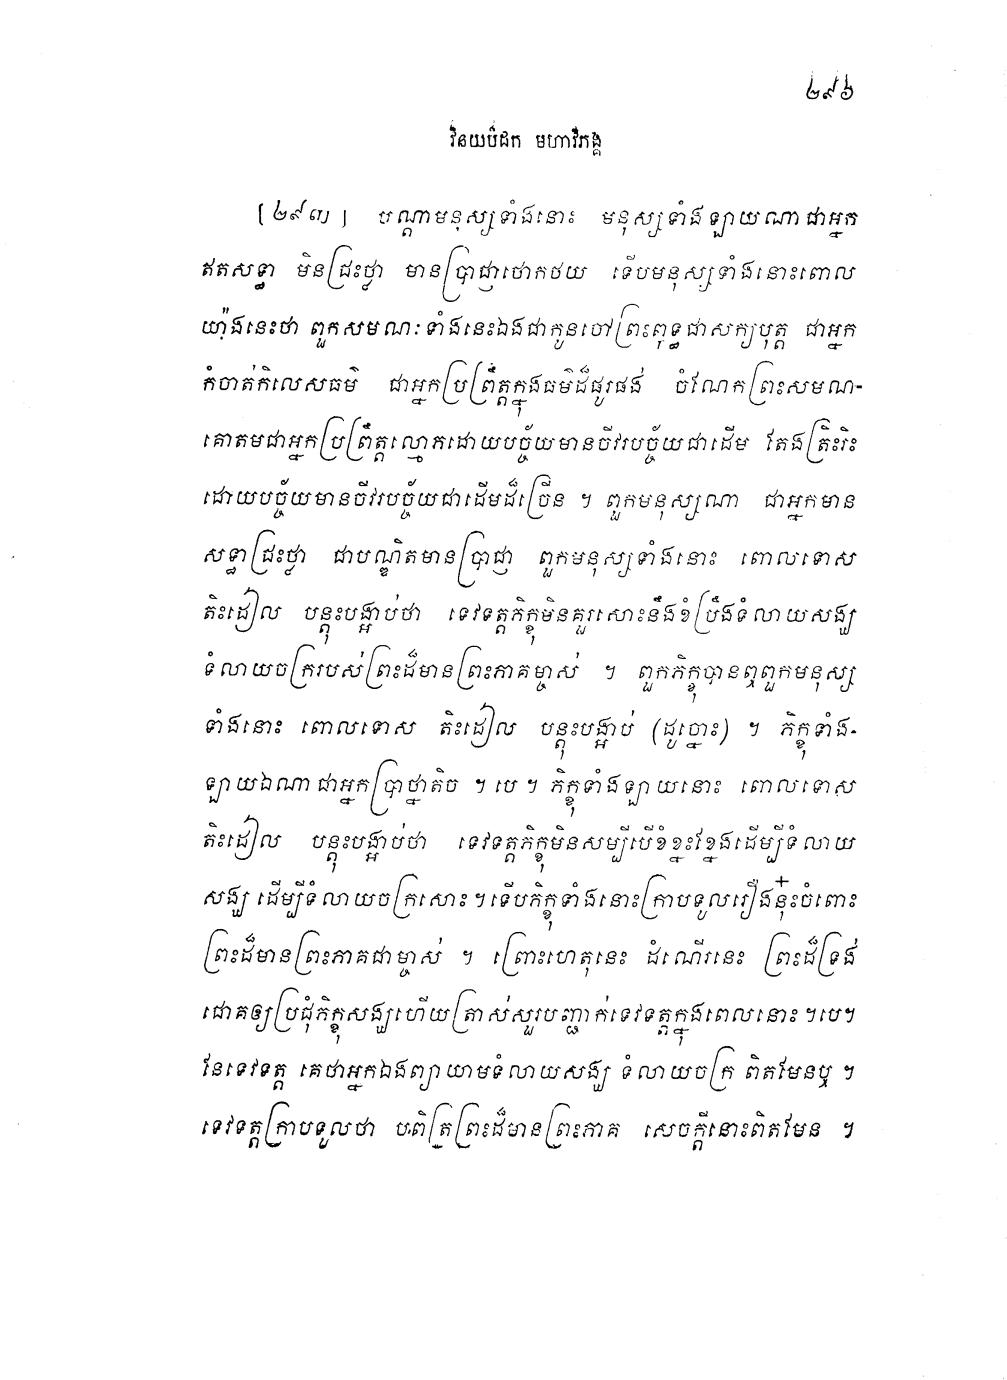 ២៩៦
វិនយបិដក មហាវិភង្គ
[២៩៣] បណ្តាមនុស្សទាំងនោះ មនុស្សទាំងឡាយណាជាអ្នក
ឥតសទ្ធា មិនជ្រះថ្លា មានប្រាជ្ញាថោកថយ ទើបមនុស្សទាំងនោះពោល
យ៉ាងនេះថា ពួកសមណៈទាំងនេះឯងជាកូនចៅព្រះពុទ្ធជាសក្យបុត្ត ជាអ្នក
កំចាត់កិលេសធម៌ ជាអ្នកប្រព្រឹត្តក្នុងធម៌ដ៏ផូរផង់ ចំណែកព្រះសមណ-
គោតមជាអ្នកប្រព្រឹត្តល្មោកដោយបច្ច័យមានចីវរបច្ច័យជាដើម តែងត្រិះរិះ
ដោយបច្ច័យមានចីវរបច្ច័យជាដើមដ៏ច្រើន ។ ពួកមនុស្សណា ជាអ្នកមាន
សទ្ធាជ្រះថ្លា ជាបណ្ឌិតមានប្រាជ្ញា ពួកមនុស្សទាំងនោះ ពោលទោស
តិះដៀល បន្តុះបង្អាប់ថា ទេវទត្តភិក្ខុមិនគួរសោះនឹងខំប្រឹងទំលាយសង្ឃ
ទំលាយចក្ររបស់ព្រះដ៏មានព្រះភាគម្ចាស់ ។ ពួកភិក្ខុបានឮពួកមនុស្ស
ទាំងនោះ ពោលទោស តិះដៀល បន្តុះបង្អាប់ (ដូច្នោះ) ។ ភិក្ខុទាំង-
ឡាយឯណាជាអ្នកប្រាថ្នាតិច ។ បេ ។ ភិក្ខុទាំងឡាយនោះ ពោលទោស
តិះដៀល បន្តុះបង្អាប់ថា ទេវទត្តភិក្ខុមិនសម្បីបើខំខ្នះខ្នែងដើម្បីទំលាយ
សង្ឃ ដើម្បីទំលាយចក្រសោះ ។ ទើបភិក្ខុទាំងនោះក្រាបទូលរឿងនុ៎ះចំពោះ
ព្រះដ៏មានព្រះភាគជាម្ចាស់ ។ ព្រោះហេតុនេះ ដំណើរនេះ ព្រះដ៏ទ្រង់
ជោគឲ្យប្រជុំភិក្ខុសង្ឃហើយត្រាស់សួរបញ្ជាក់ទេវទត្តក្នុងពេលនោះ ។បេ។
នែទេវទត្ត គេថាអ្នកឯងព្យាយាមទំលាយសង្ឃ ទំលាយចក្រ ពិតមែនឬ ។
ទេវទត្តក្រាបទូលថា បពិត្រព្រះដ៏មានព្រះភាគ សេចក្តីនោះពិតមែន ។